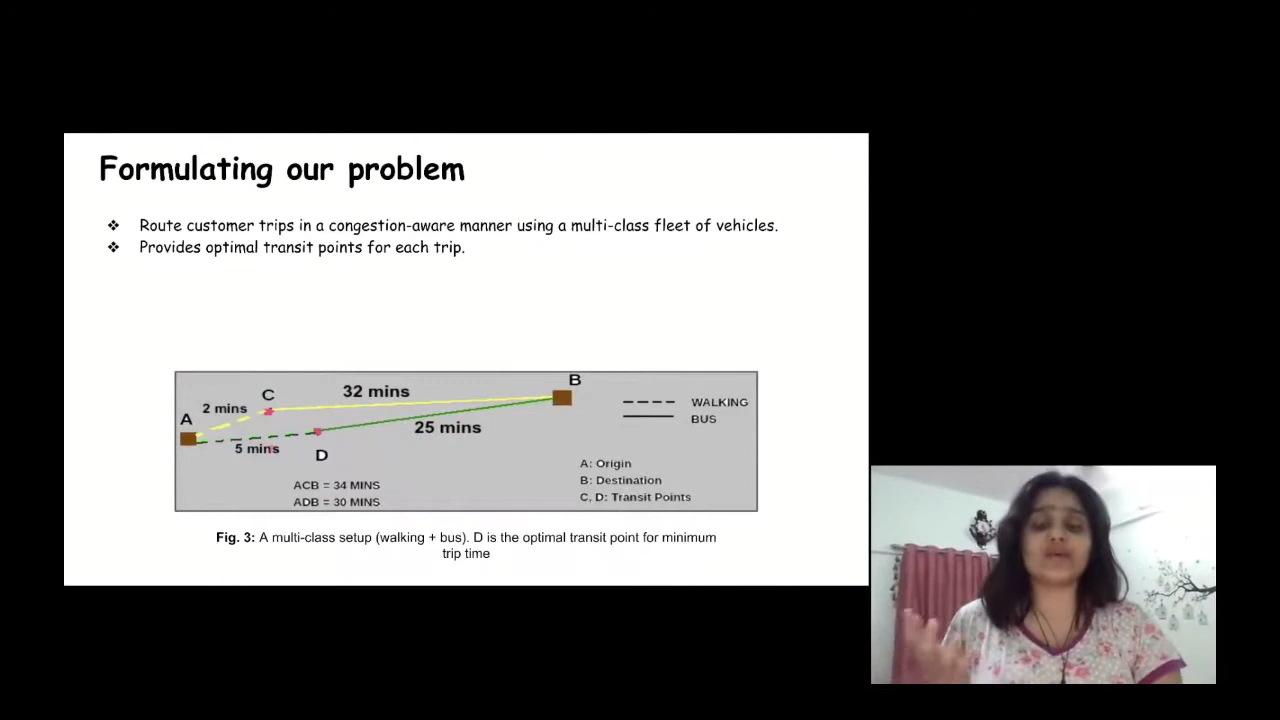 Formulating our problem
❖ Route customer trips in a congestion-aware manner using a multi-class fleet of vehicles.
❖ Provides optimal transit points for each trip.
B
32 mins
C
2 mins
WALKING
A
BUS
25 mins
5 mins
D
A: Origin
B: Destination
C, D: Transit Points
ACB = 34 MINS
ADB = 30 MINS
Fig. 3: A multi-class setup (walking + bus). D is the optimal transit point for minimum
trip time